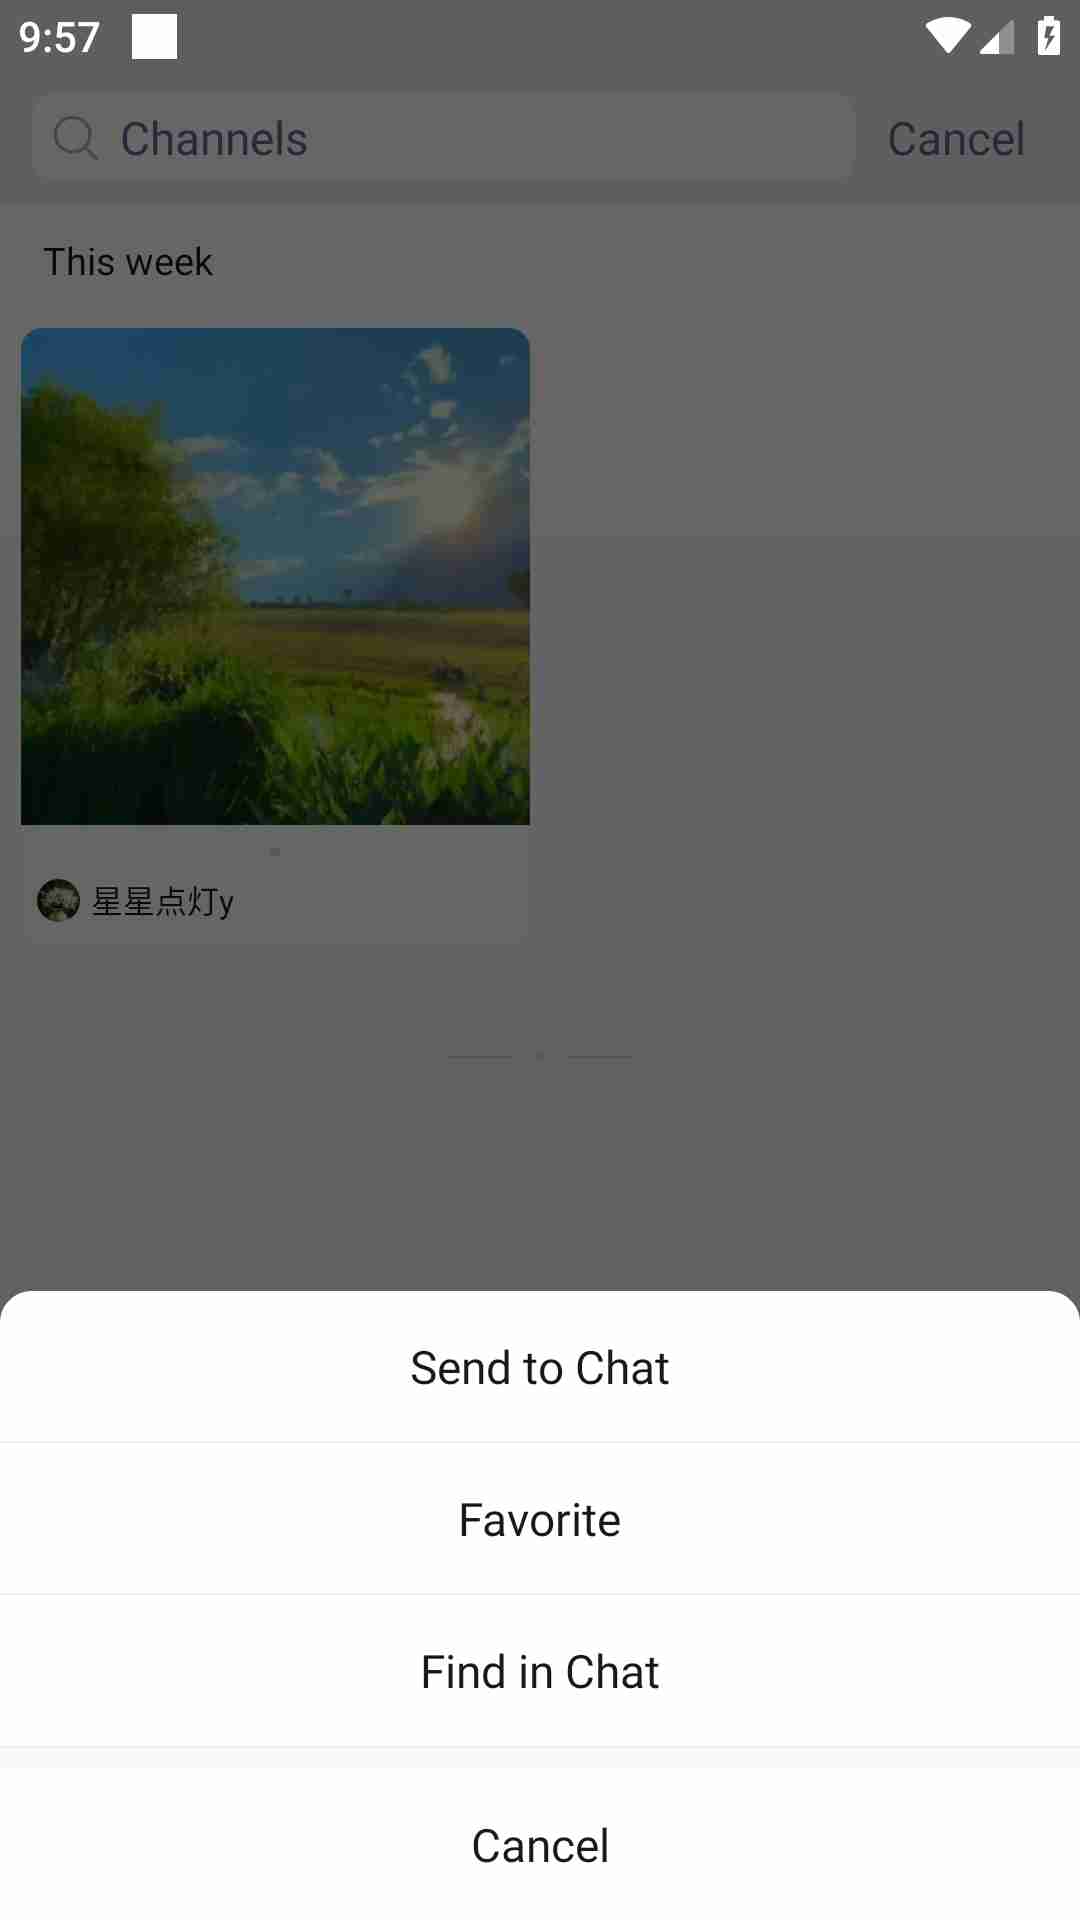 9:57
Channels
Cancel
This week
星星点灯y
Send to Chat
Favorite
Find in Chat
Cancel